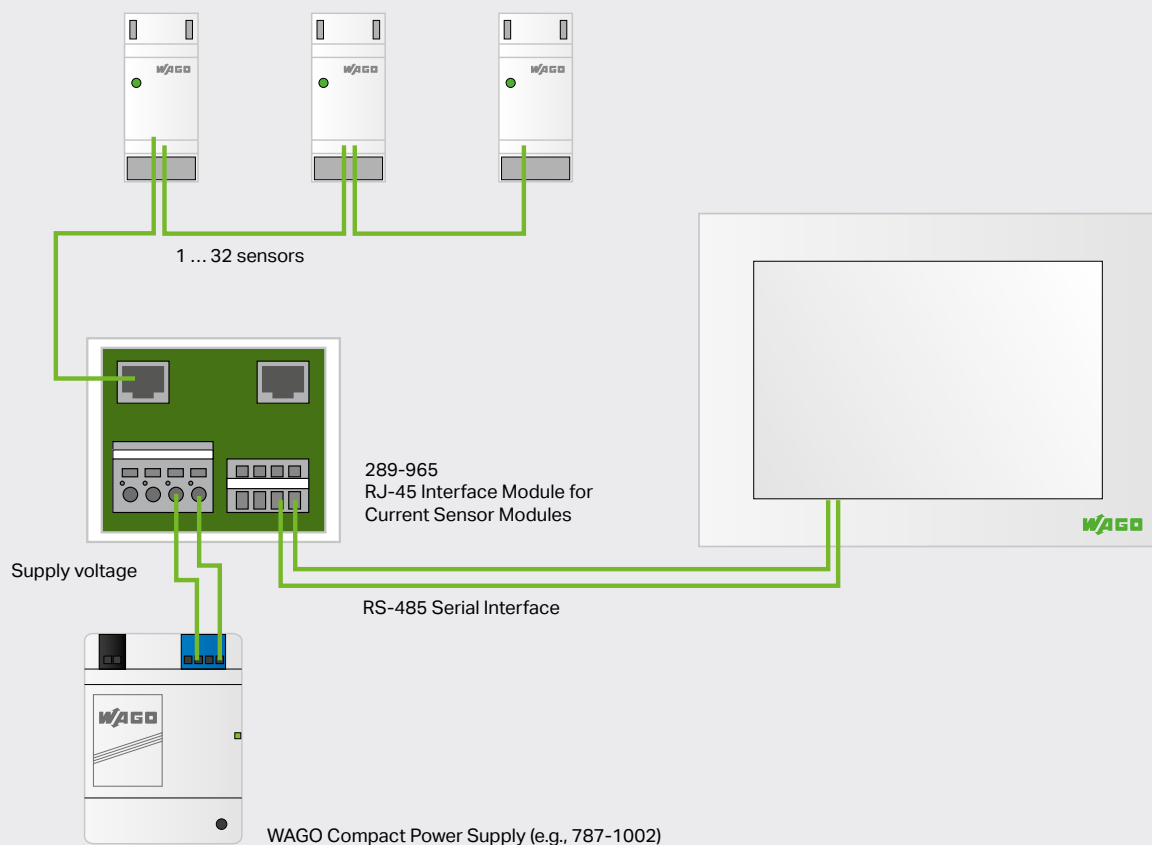 WAGO
WAGO
WAGO
1 ... 32 sensors
289-965
RJ-45 Interface Module for
Current Sensor Modules
WAGO
Supply voltage
RS-485 Serial Interface
WAGO
WAGO Compact Power Supply (e.g., 787-1002)